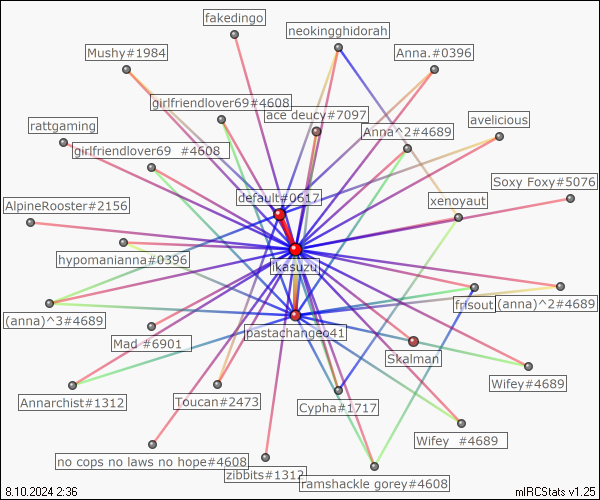 fakedingo
neokingghidorah
Mushy#1984
Anna.#0396
girlfriendlover69#4608
ace deucy#7097
avelicious
rattgaming
Anna^2#4689
girlfriendlover69  #4608
Soxy Foxy#5076
default#0617
xenoyaut
AlpineRooster#2156
hypomanianna#0396
ikasuzu
frisout
(anna)^2#4689
(anna)^3#4689
pastachangeo41
Mad #6901
Skalman
Wifey#4689
Annarchist#1312
Toucan#2473
Cypha#1717
Wifey  #4689
no cops no laws no hope#4608
zibbits#1312
ramshackle gorey#4608
8.10.2024 2:36
mIRCStats v1.25